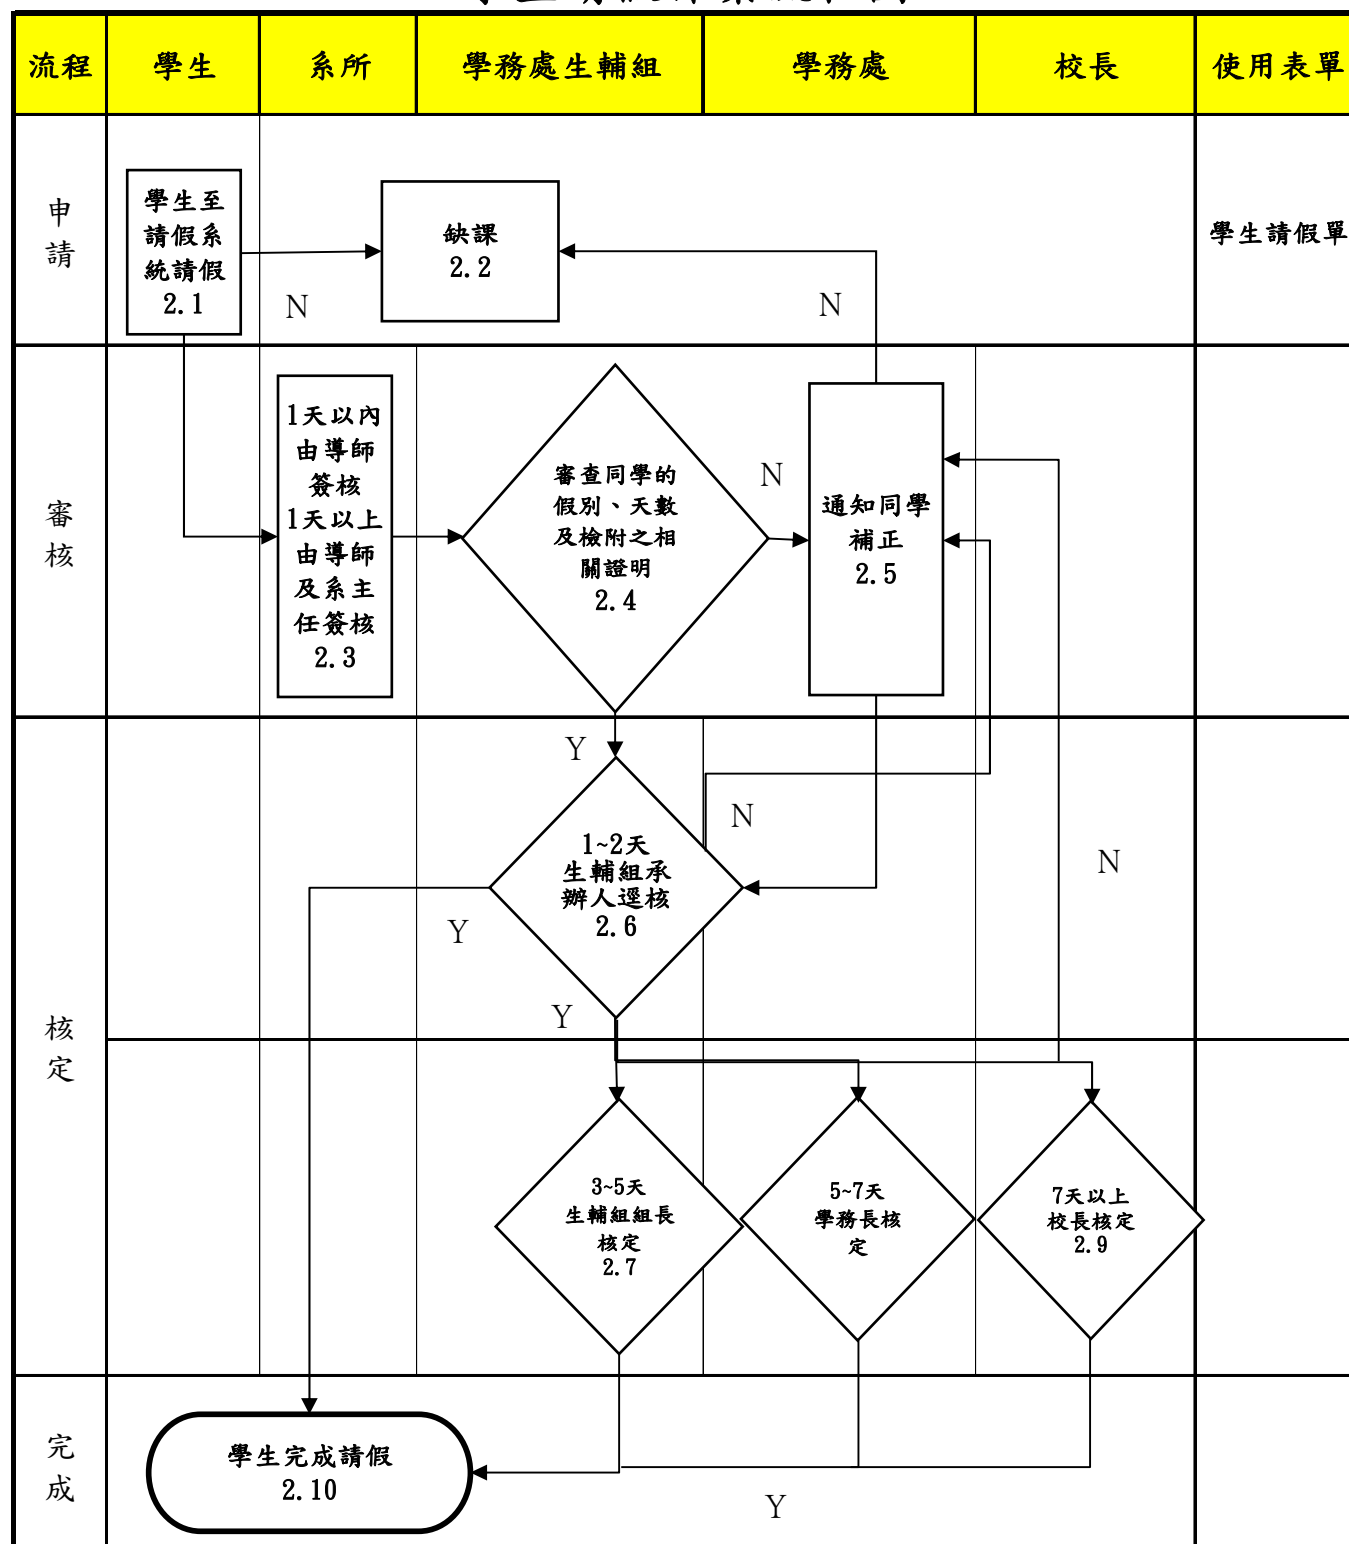 流程
學生
系所
學務處生輔組
學務處
校長
使用表單
申
請
學生至
請假系
統請假
2.1
N
缺課
2.2
N
學生請假單
審
核
1天以內
由導師
簽核
1天以上
由導師
及系主
任簽核
2.3
審查同學的
假別、天數
及檢附之相
關證明
2.4
N
通知同學
補正
2.5
Y
核
定
1~2天
生輔組承
辦人逕核
2.6
N
N
Y
Y
3~5天
生輔組組長
核定
2.7
5~7天
學務長核
定
7天以上
校長核定
2.9
完
成
學生完成請假
2.10
Y